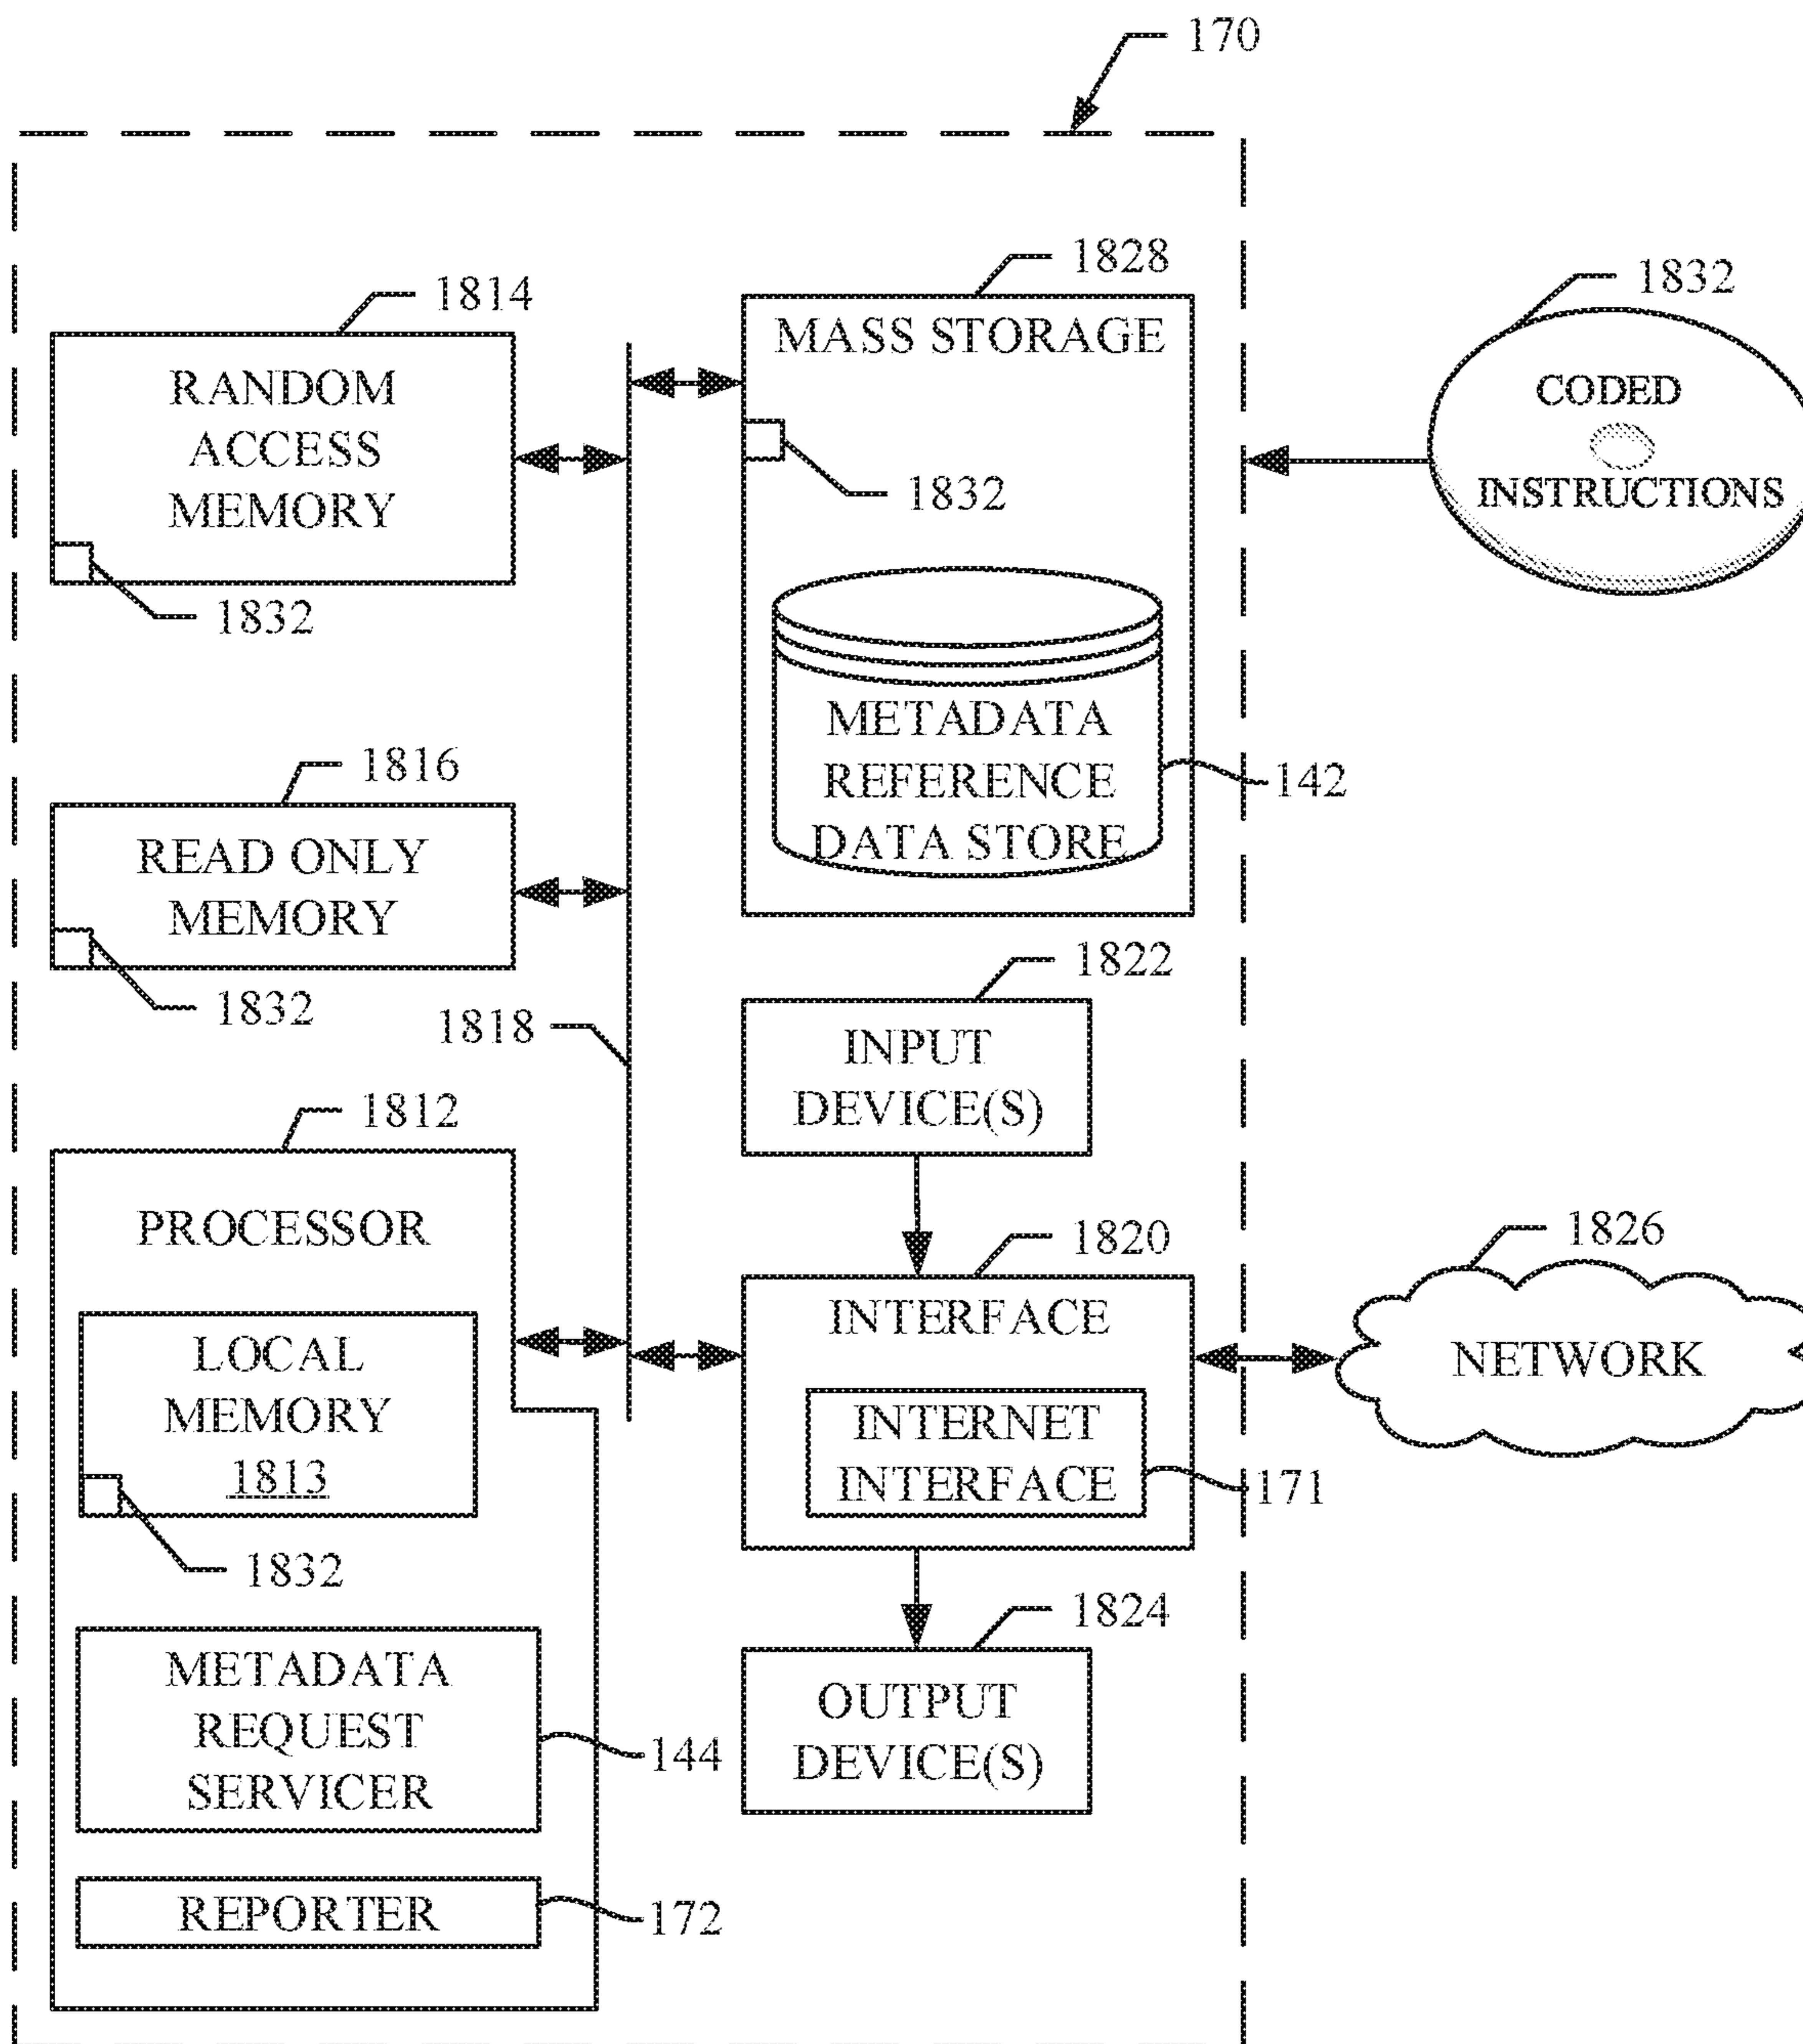 170
1828
1814
1832
MASS STORAGE
RANDOM
ACCESS
MEMORY
CODED
INSTRUCTIONS
1832
1832
METADATA
REFERENCE
DATA STORE
142
1816
READ ONLY
MEMORY
1832
1818
1822
INPUT
DEVICE(S)
1812
PROCESSOR
LOCAL
MEMORY
1813
1832
1820
INTERFACE
INTERNET
INTERFACE
171
1826
NETWORK
METADATA
REQUEST
SERVICER
144
1824
OUTPUT
DEVICE(S)
REPORTER
172